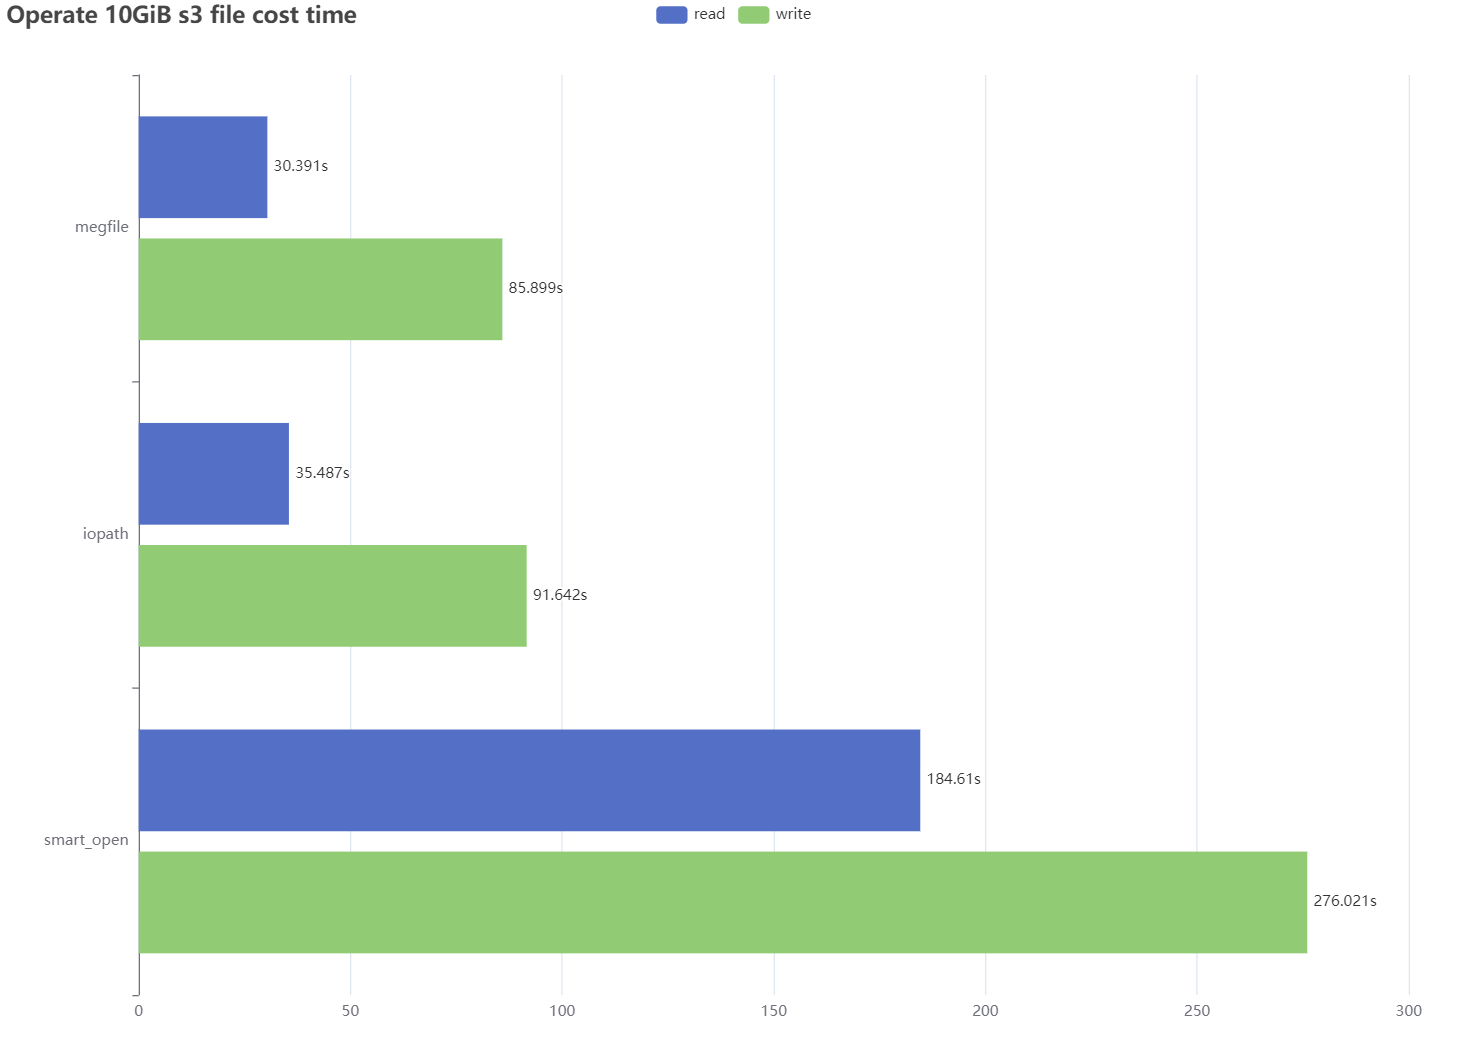 Operate 10GiB s3 file cost time
read write
30.391s
megfile
85.899s
35.487s
iopath
91.642s
184.61s
smart_open
276.021s
0 50 100 150 200 250 300